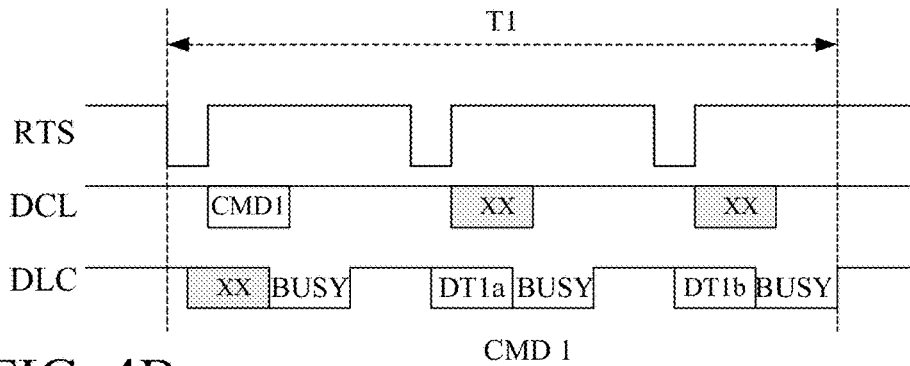 T1
RTS
DCL CMD1 XX XX
DLC XX BUSY DT1a BUSY DT1b BUSY
CMD 1